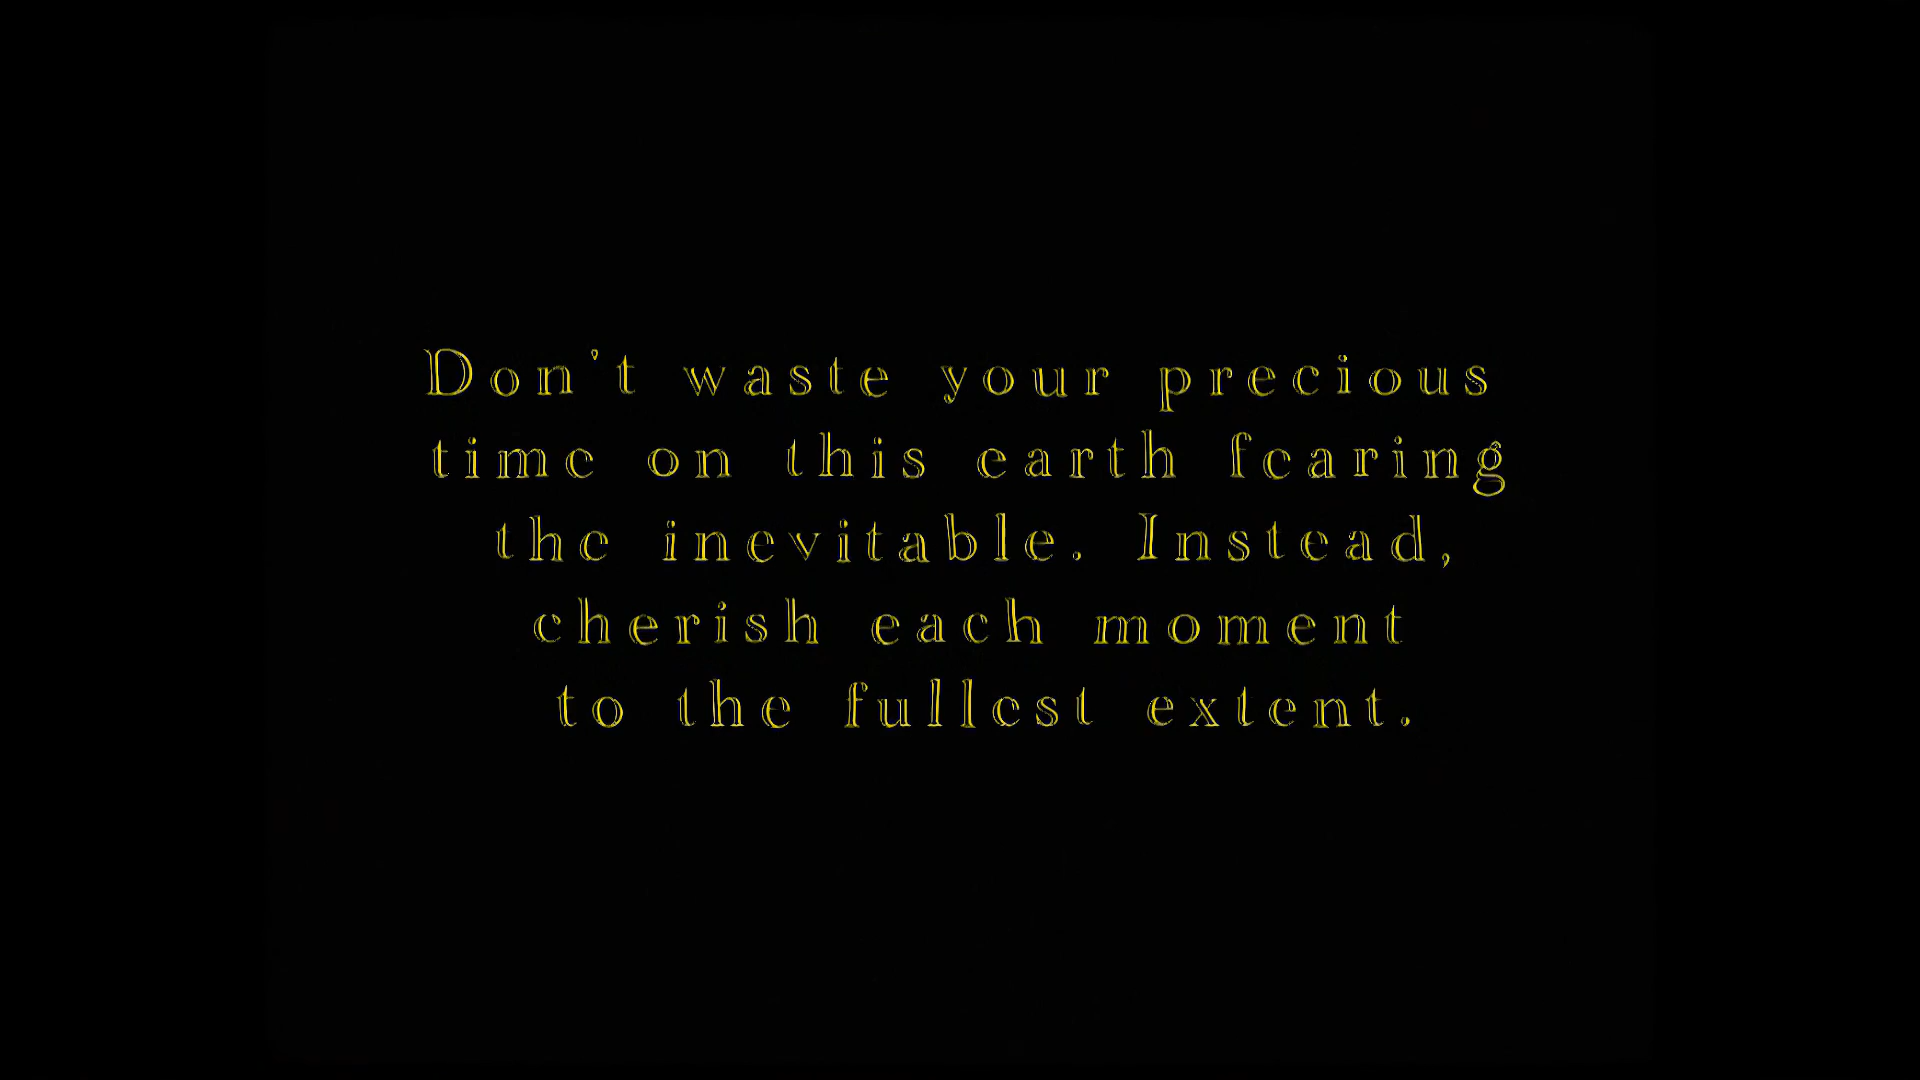 Don't waste your precious
time on this earth fearing
the inevitable. Instead,
cherish each moment
to the fullest extent.